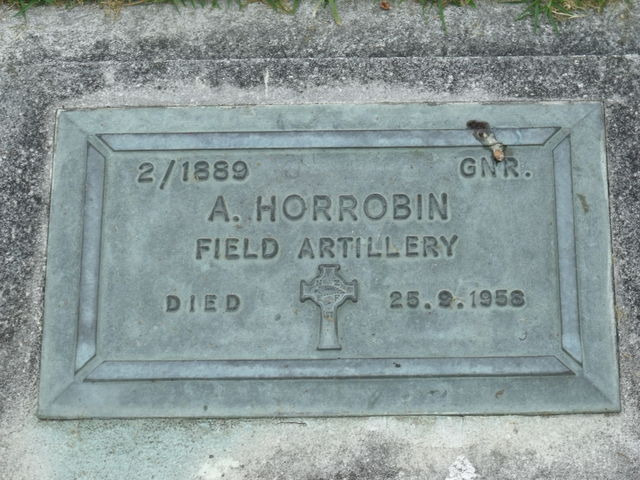 2/1889 GNR.
A. HORROBIN
FIELD ARTILLERY
DIED 25.9.1958